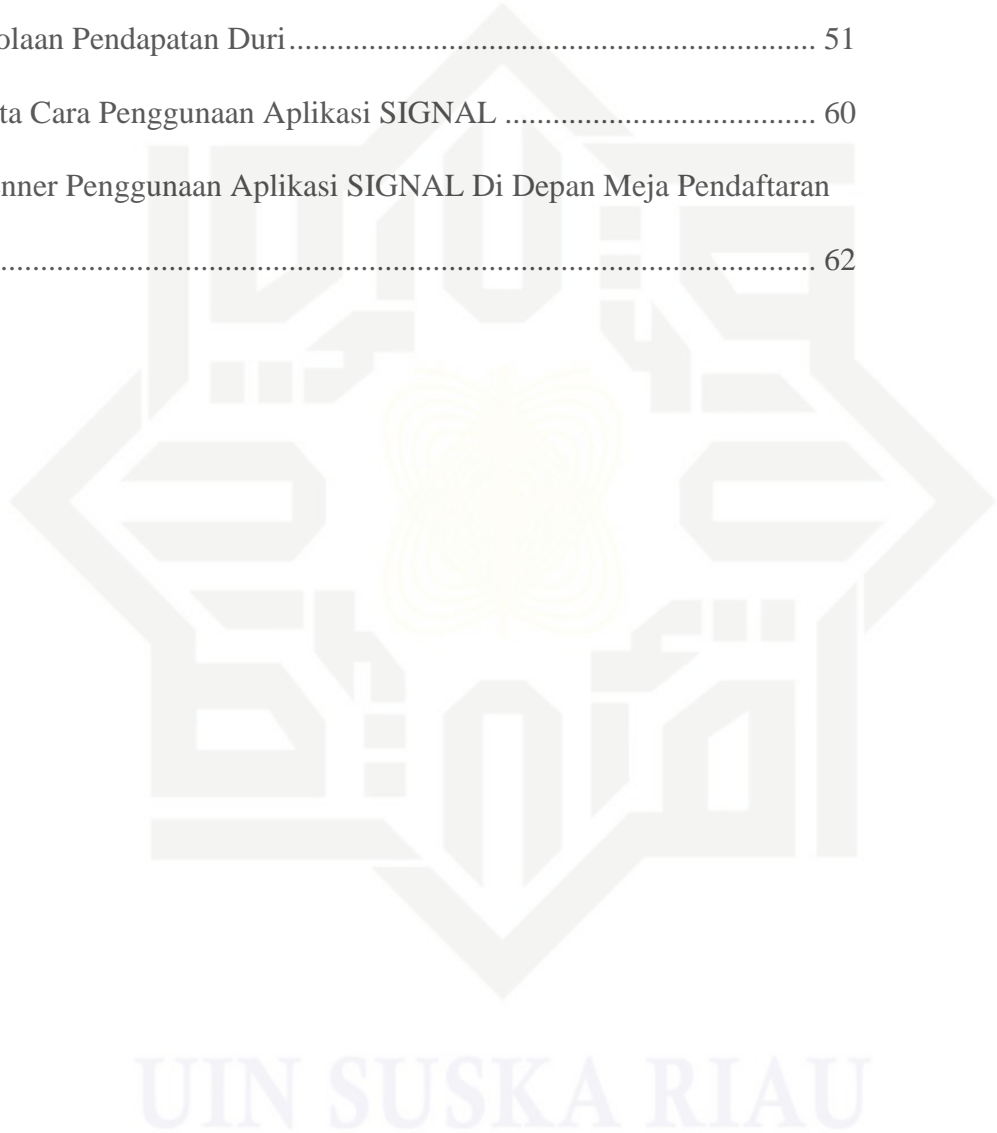 olaan Pendapatan Duri................................................................. 51
ta Cara Penggunaan Aplikasi SIGNAL ....................................... 60
nner Penggunaan Aplikasi SIGNAL Di Depan Meja Pendaftaran
....................................................................................................... 62
UIN SUSKA RIAU